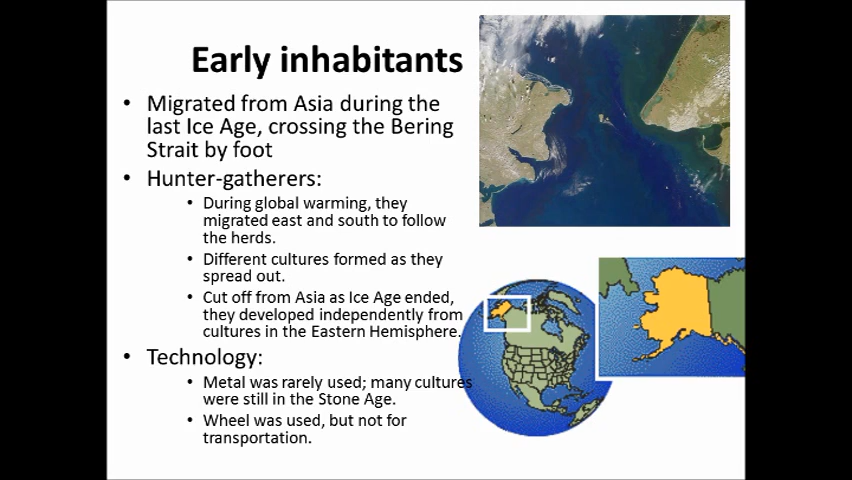 Early inhabitants
• Migrated from Asia during the
last Ice Age, crossing the Bering
Strait by foot
• Hunter-gatherers:
• During global warming, they
migrated east and south to follow
the herds.
• Different cultures formed as they
spread out.
• Cut off from Asia as Ice Age ended,
they developed independently from
cultures in the Eastern Hemisphere.
• Technology:
• Metal was rarely used; many cultures
were still in the Stone Age.
• Wheel was used, but not for
transportation.